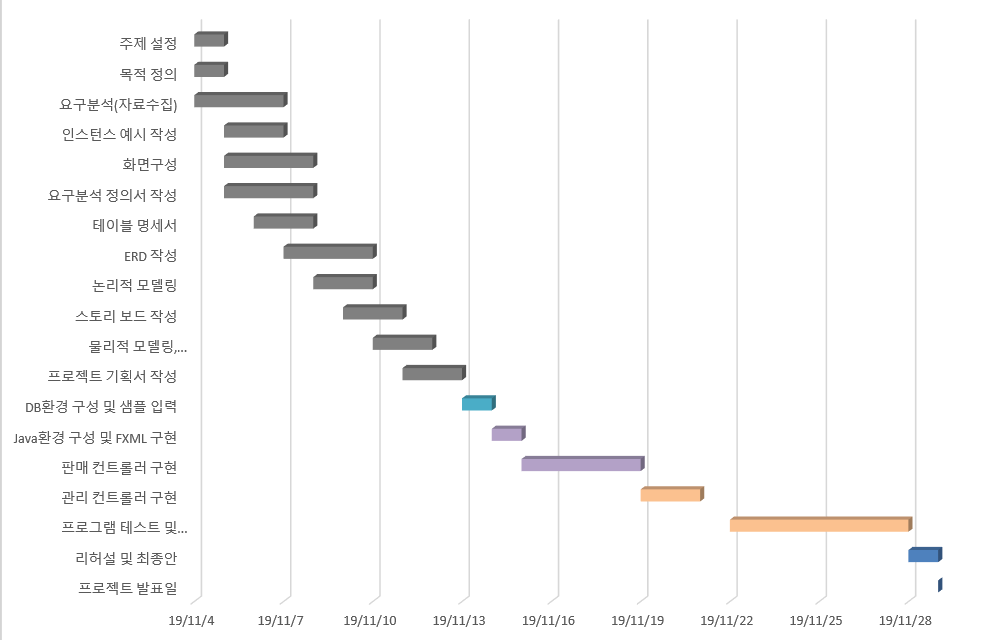 주제 설정
목적 정의
요구분석(자료수집)
인스턴스 예시 작성
화면구성
요구분석 정의서 작성
테이블 명세서
ERD 작성
논리적 모델링
스토리 보드 작성
물리적 모델링,...
프로젝트 기획서 작성
DB환경 구성 및 샘플 입력
Java환경 구성 및 FXML 구현
판매 컨트롤러 구현
관리 컨트롤러 구현
프로그램 테스트 및...
리허설 및 최종안
프로젝트 발표일
19/11/4 19/11/7 19/11/10 19/11/13 19/11/16 19/11/19 19/11/22 19/11/25 19/11/28